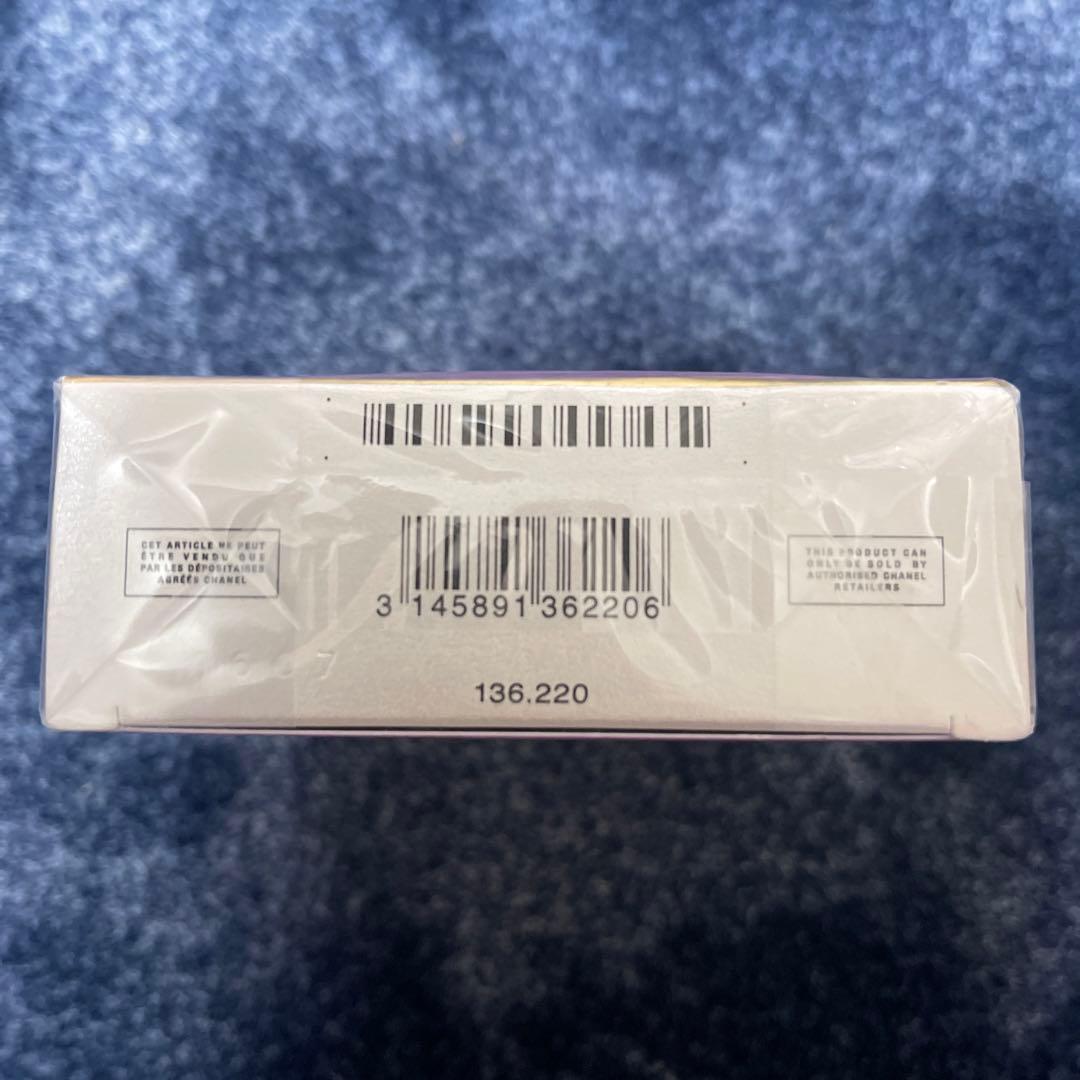 CET ARTICLE NE PEUT
ÊTRE VENDU QUE
PAR LES DÉPOSITAIRES
AGRÉÉS CHANEL
THIS PRODUCT CAN
ONLY BE SOLD BY
AUTHORISED CHANEL
RETAILERS
3 145891 362206
136.220